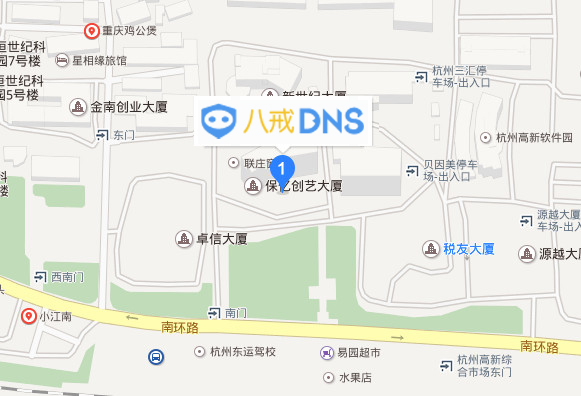 重庆鸡公煲
恒世纪科
园7号楼
星相缘旅馆
杭州三汇停
车场-出入口
园5号楼
新世纪大厦
金南创业大厦
八戒DNS
东门
杭州高新软件园
联庄
1
贝因美停车
场-出入口
保亿创艺大厦
科
楼
源越大厦
车场-出入
卓信大厦
税友大厦
源越大厦
西南门
小江南
南门
南环路
南环路
杭州东运驾校
易园超市
水果店
杭州高新综
合市场东门